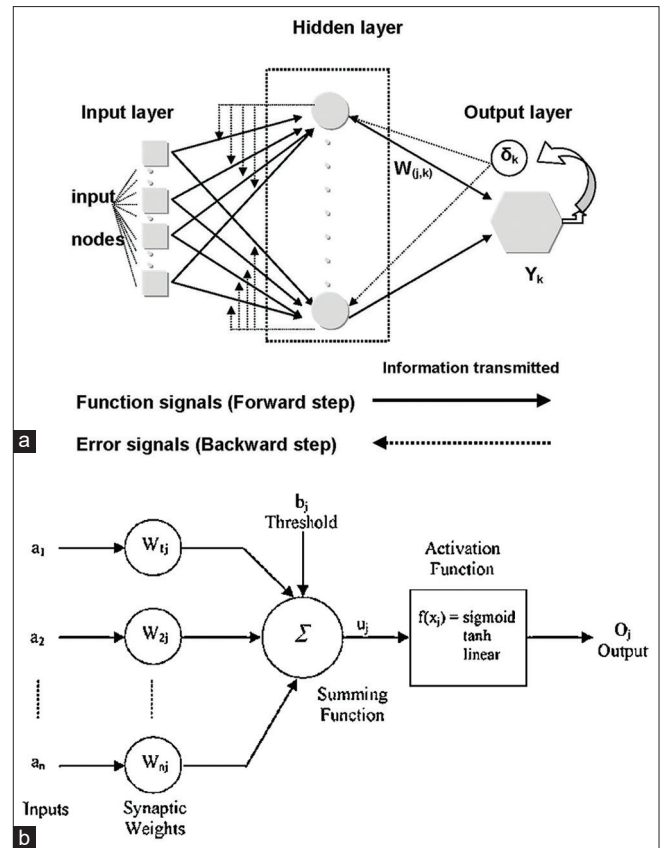 Hidden layer
Input layer
Output layer
input
nodes
W(j,k)
δk
Yk
Information transmitted
Function signals (Forward step)
Error signals (Backward step)
a
bj
Threshold
a1
W1j
Activation
Function
a2
W2j
Σ
uj
f(xj) = sigmoid
tanh
linear
Oj
Output
Summing
Function
an
Wnj
Inputs
Synaptic
Weights
b